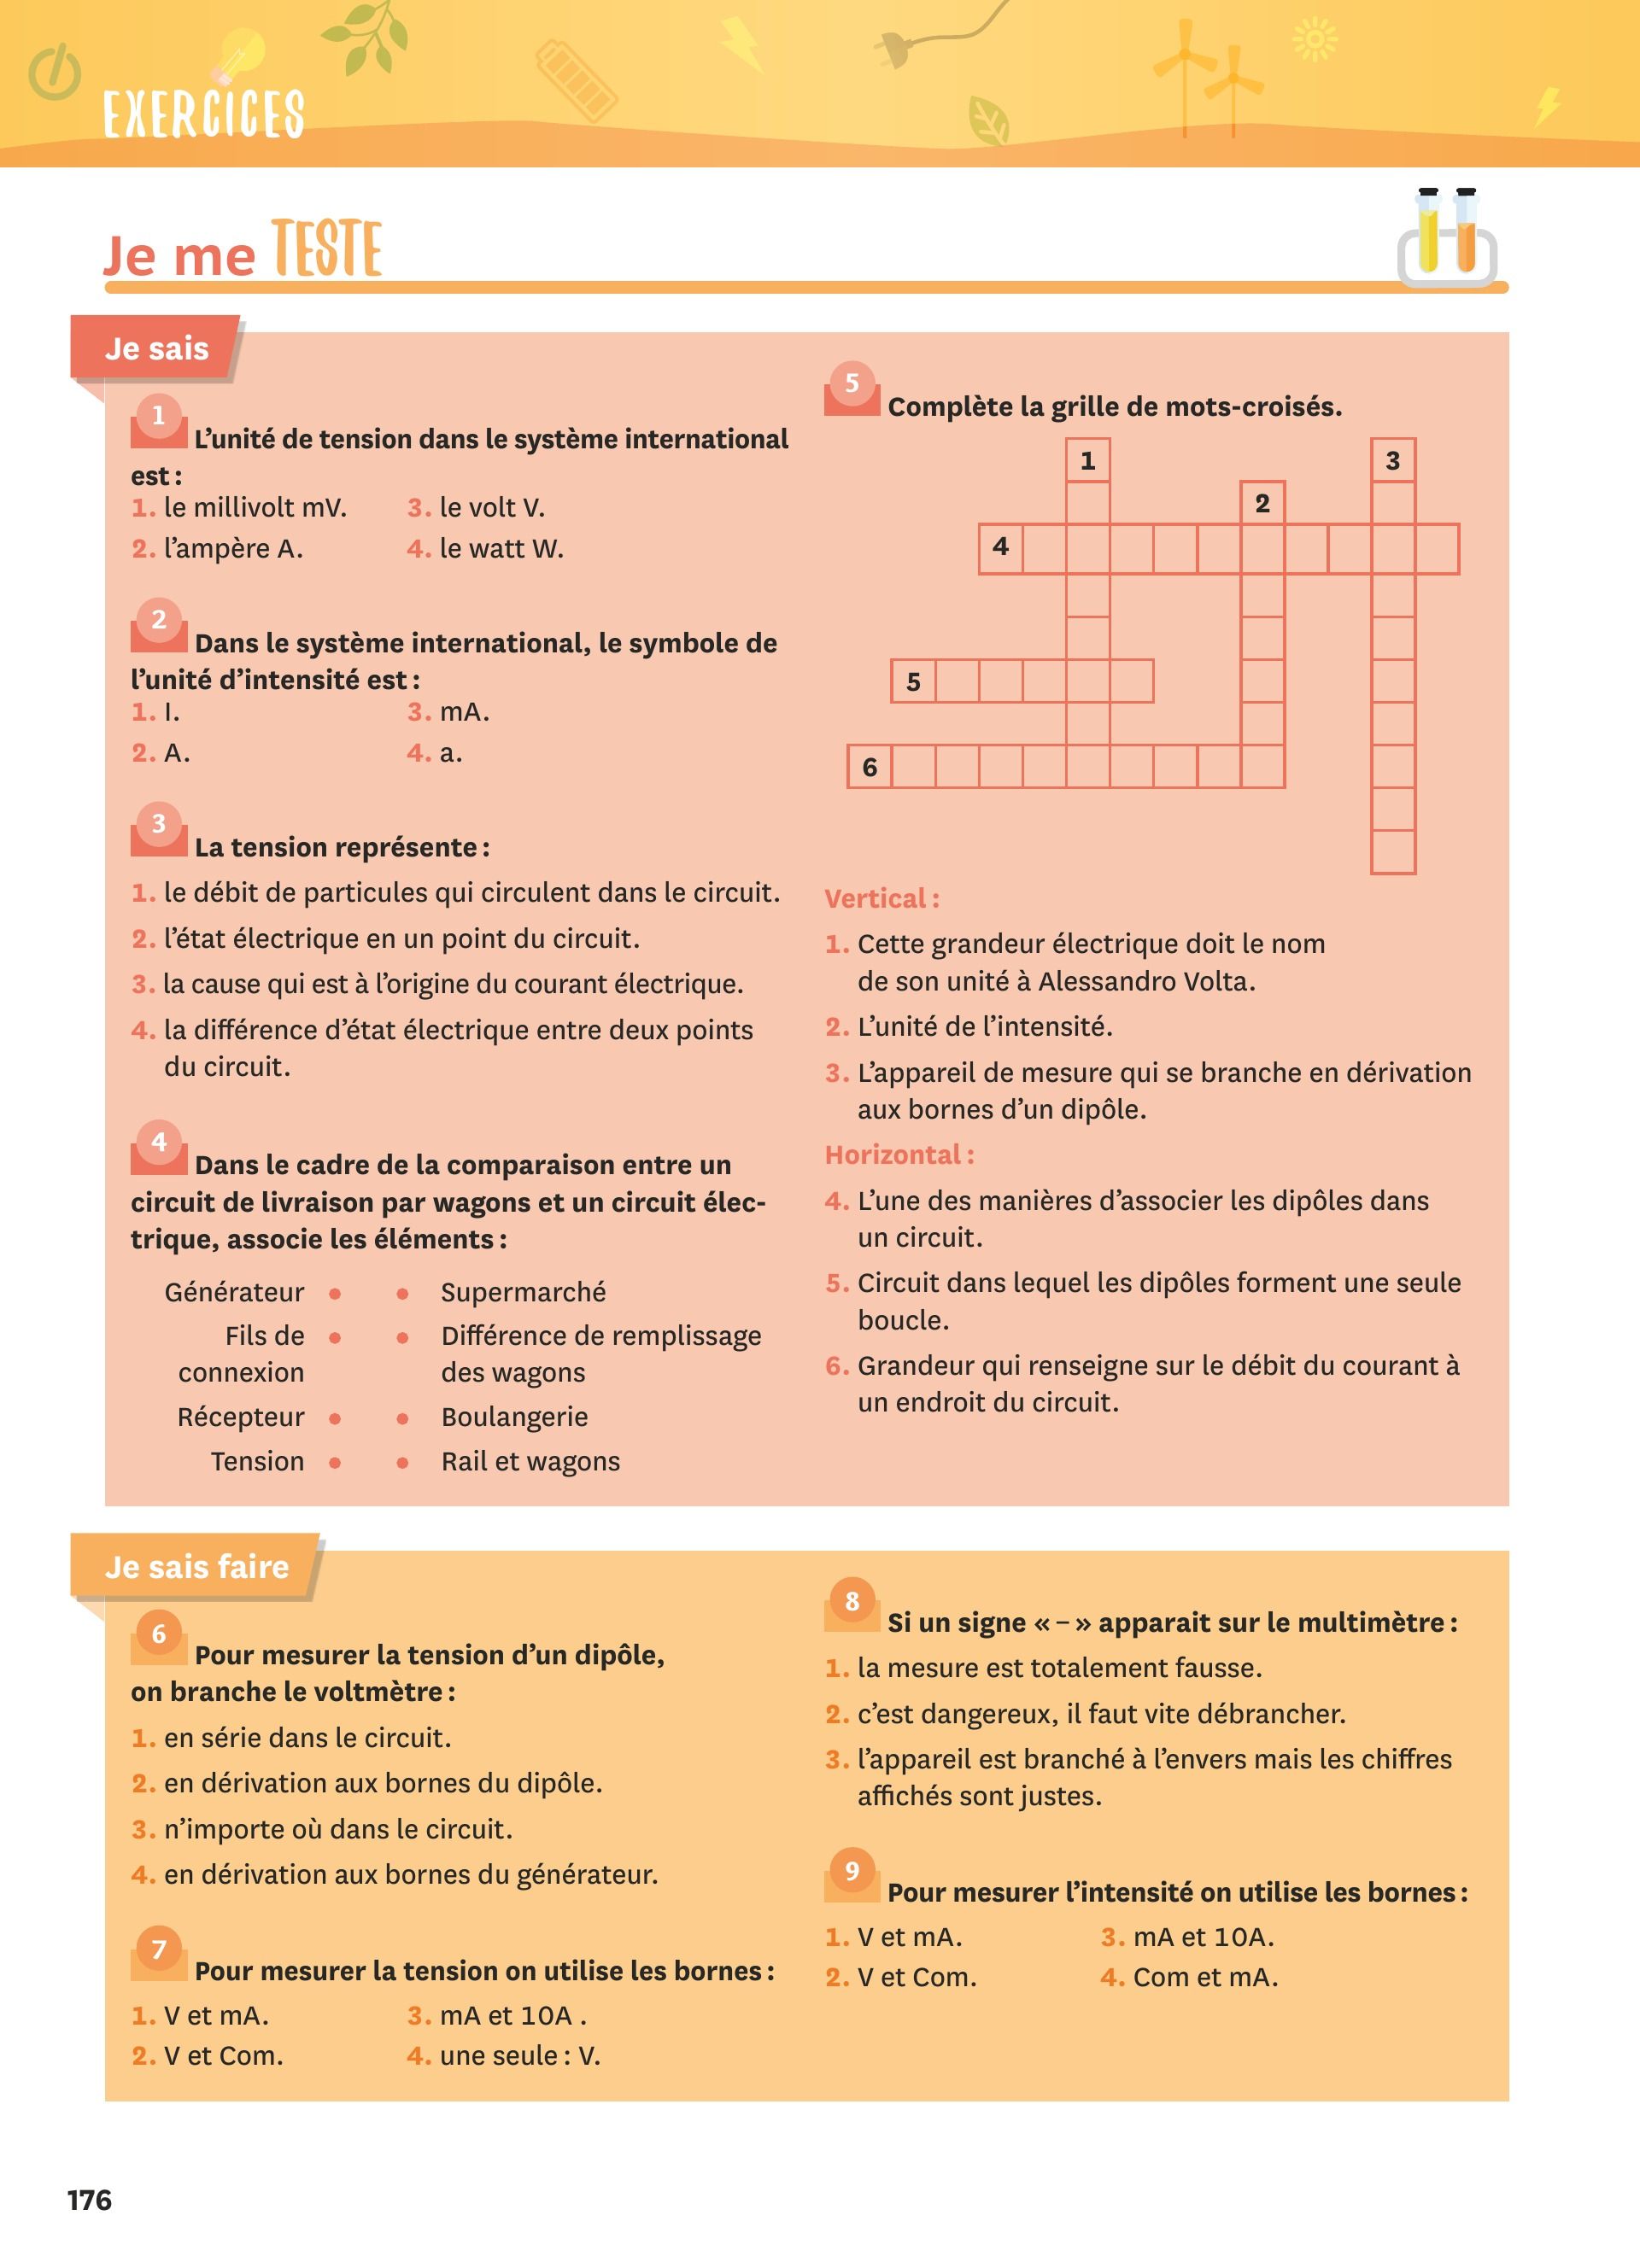 EXERCICES
Je me TESTE
Je sais
1 L’unité de tension dans le système international
est :
1. le millivolt mV. 3. le volt V.
2. l’ampère A. 4. le watt W.
2 Dans le système international, le symbole de
l’unité d’intensité est :
1. I. 3. mA.
2. A. 4. a.
3 La tension représente :
1. le débit de particules qui circulent dans le circuit.
2. l’état électrique en un point du circuit.
3. la cause qui est à l’origine du courant électrique.
4. la différence d’état électrique entre deux points
du circuit.
4 Dans le cadre de la comparaison entre un
circuit de livraison par wagons et un circuit élec-
trique, associe les éléments :
Générateur • • Supermarché
Fils de • • Différence de remplissage
connexion des wagons
Récepteur • • Boulangerie
Tension • • Rail et wagons
5 Complète la grille de mots-croisés.
1 3
2
4
5
6
Vertical :
1. Cette grandeur électrique doit le nom
de son unité à Alessandro Volta.
2. L’unité de l’intensité.
3. L’appareil de mesure qui se branche en dérivation
aux bornes d’un dipôle.
Horizontal :
4. L’une des manières d’associer les dipôles dans
un circuit.
5. Circuit dans lequel les dipôles forment une seule
boucle.
6. Grandeur qui renseigne sur le débit du courant à
un endroit du circuit.
Je sais faire
6 Pour mesurer la tension d’un dipôle,
on branche le voltmètre :
1. en série dans le circuit.
2. en dérivation aux bornes du dipôle.
3. n’importe où dans le circuit.
4. en dérivation aux bornes du générateur.
7 Pour mesurer la tension on utilise les bornes :
1. V et mA. 3. mA et 10A .
2. V et Com. 4. une seule : V.
8 Si un signe « – » apparait sur le multimètre :
1. la mesure est totalement fausse.
2. c’est dangereux, il faut vite débrancher.
3. l’appareil est branché à l’envers mais les chiffres
affichés sont justes.
9 Pour mesurer l’intensité on utilise les bornes :
1. V et mA. 3. mA et 10A.
2. V et Com. 4. Com et mA.
176